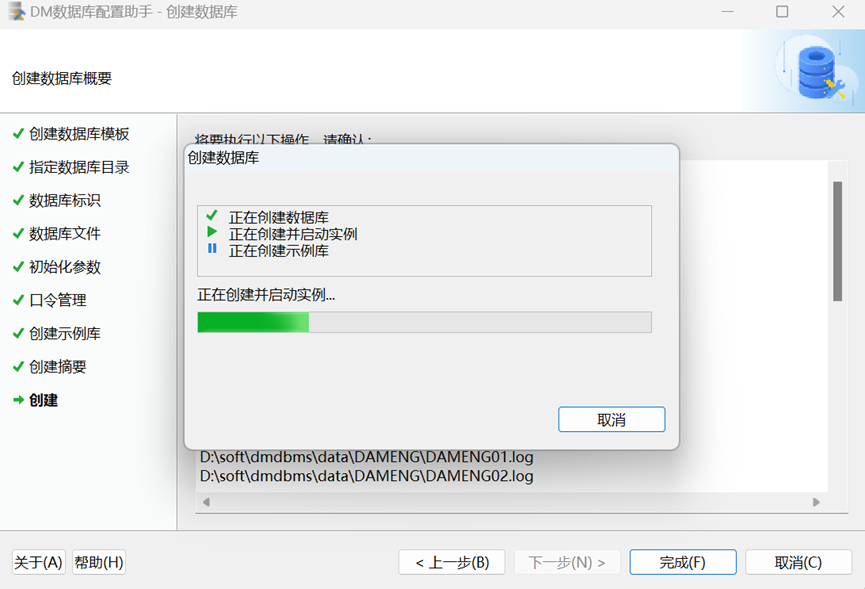 DM数据库配置助手 - 创建数据库
创建数据库概要
创建数据库模板
指定数据库目录
数据库标识
数据库文件
初始化参数
口令管理
创建示例库
创建摘要
创建
将要执行以下操作，请确认:
创建数据库
正在创建数据库
正在创建并启动实例
正在创建示例库
正在创建并启动实例...
取消
D:\soft\dmdbms\data\DAMENG\DAMENG01.log
D:\soft\dmdbms\data\DAMENG\DAMENG02.log
关于(A) 帮助(H) < 上一步(B) 下一步(N) > 完成(F) 取消(C)